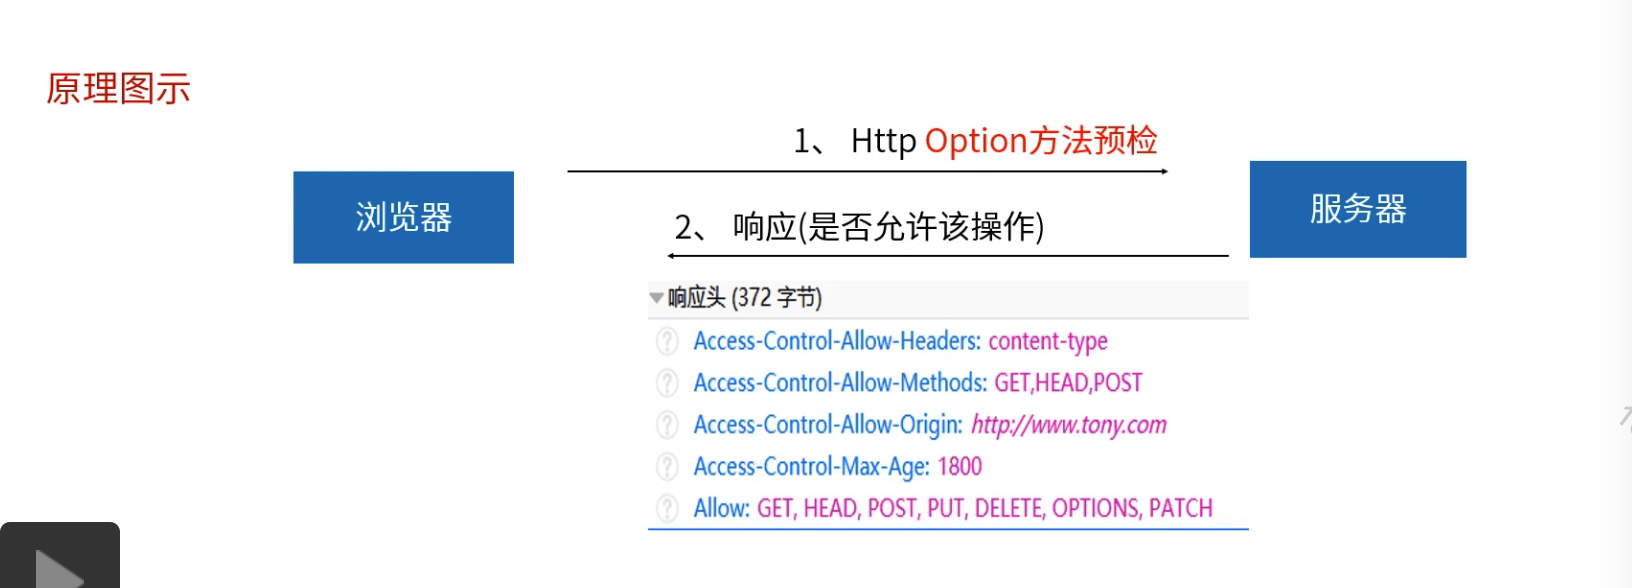 原理图示
1、 Http Option方法预检
浏览器
服务器
2、 响应(是否允许该操作)
响应头 (372 字节)
Access-Control-Allow-Headers: content-type
Access-Control-Allow-Methods: GET,HEAD,POST
Access-Control-Allow-Origin: http://www.tony.com
Access-Control-Max-Age: 1800
Allow: GET, HEAD, POST, PUT, DELETE, OPTIONS, PATCH